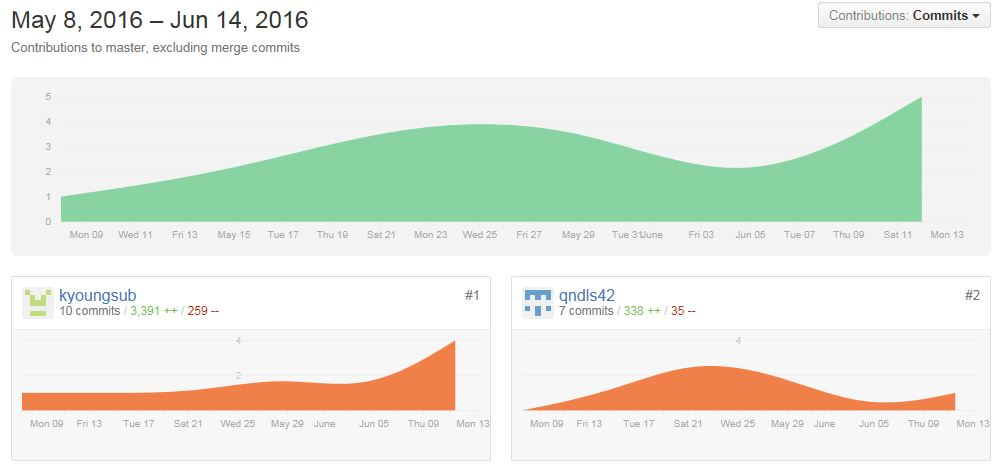 May 8, 2016 – Jun 14, 2016
Contributions: Commits
Contributions to master, excluding merge commits
5
4
3
2
1
0
Mon 09 Wed 11 Fri 13 May 15 Tue 17 Thu 19 Sat 21 Mon 23 Wed 25 Fri 27 May 29 Tue 31 June Fri 03 Jun 05 Tue 07 Thu 09 Sat 11 Mon 13
kyoungsub #1
10 commits / 3,391 ++ / 259 --
4
2
Mon 09 Fri 13 Tue 17 Sat 21 Wed 25 May 29 June Jun 05 Thu 09 Mon 13
qndls42 #2
7 commits / 338 ++ / 35 --
4
Mon 09 Fri 13 Tue 17 Sat 21 Wed 25 May 29 June Jun 05 Thu 09 Mon 13